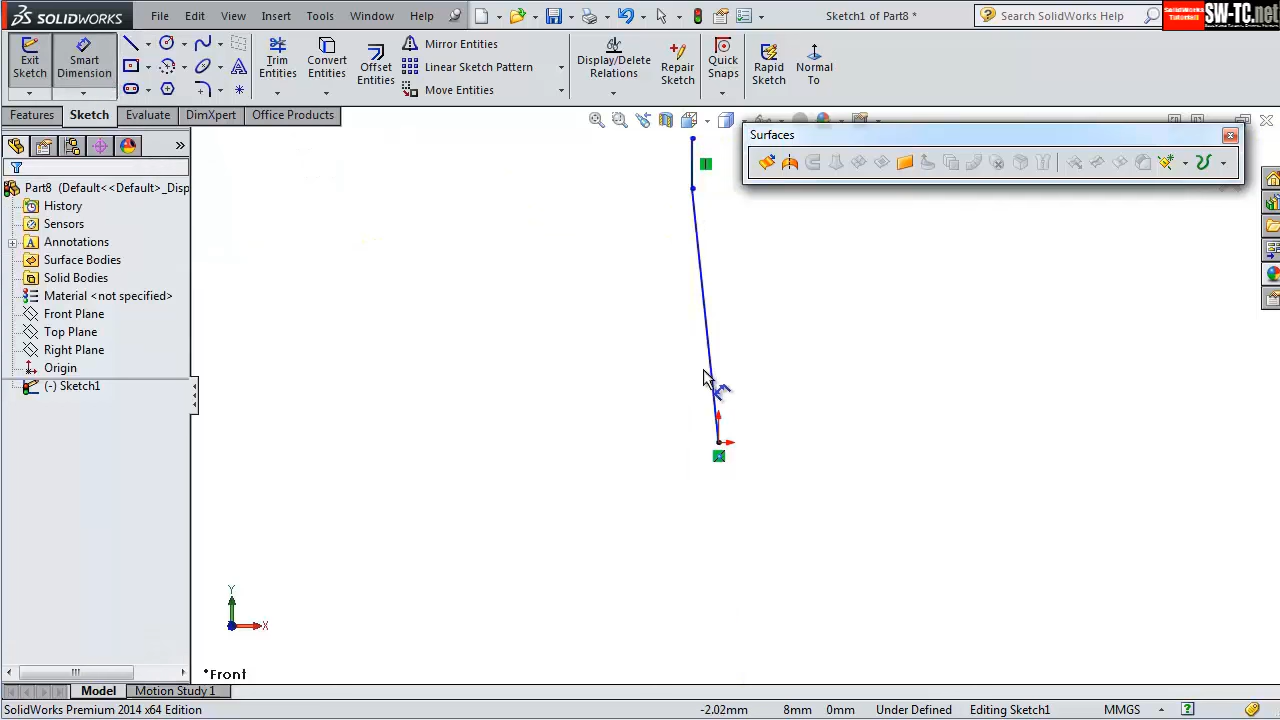 SOLIDWORKS
File
Edit
View
Insert
Tools
Window
Help
Sketch1 of Part8 *
Search SolidWorks Help
SolidWorks
Tutorial!
SW-TC.net
Exit
Sketch
Smart
Dimension
Trim
Entities
Convert
Entities
Offset
Entities
Mirror Entities
Linear Sketch Pattern
Move Entities
Display/Delete
Relations
Repair
Sketch
Quick
Snaps
Rapid
Sketch
Normal
To
Features
Sketch
Evaluate
DimXpert
Office Products
Surfaces
Part8 (Default<<Default>_Disp
History
Sensors
Annotations
Surface Bodies
Solid Bodies
Material <not specified>
Front Plane
Top Plane
Right Plane
Origin
(-) Sketch1
Y
X
*Front
Model
Motion Study 1
SolidWorks Premium 2014 x64 Edition
-2.02mm
8mm
0mm
Under Defined
Editing Sketch1
MMGS